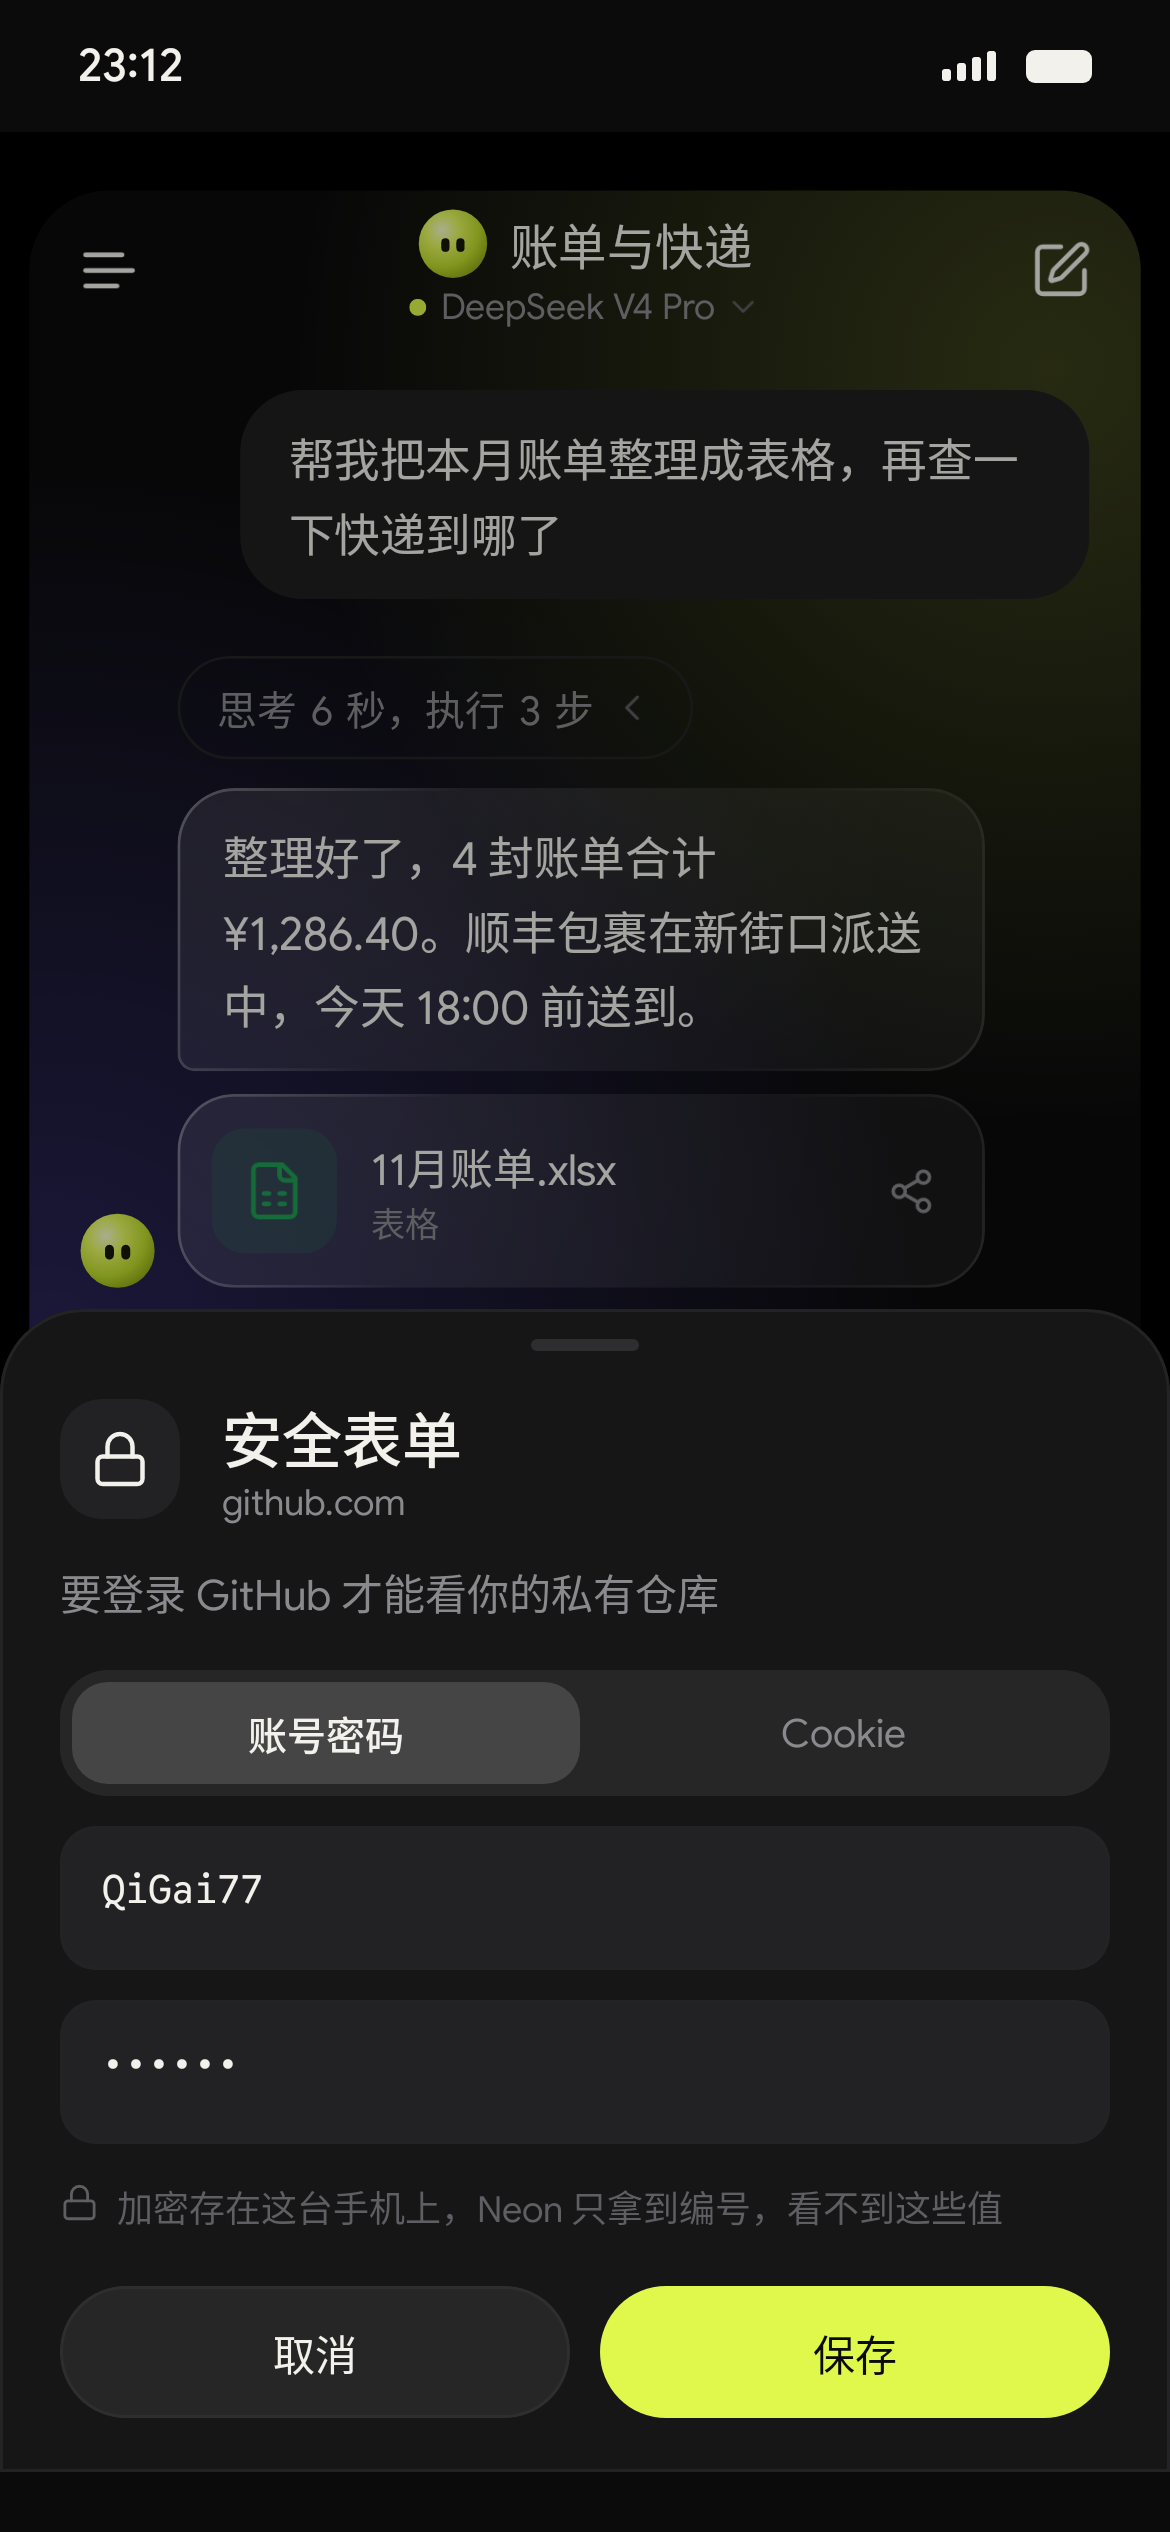 23:12
账单与快递
DeepSeek V4 Pro
帮我把本月账单整理成表格，再查一
下快递到哪了
思考 6 秒，执行 3 步
整理好了，4 封账单合计
¥1,286.40。顺丰包裹在新街口派送
中，今天 18:00 前送到。
11月账单.xlsx
表格
安全表单
github.com
要登录 GitHub 才能看你的私有仓库
账号密码
Cookie
QiGai77
••••••
加密存在这台手机上，Neon 只拿到编号，看不到这些值
取消
保存